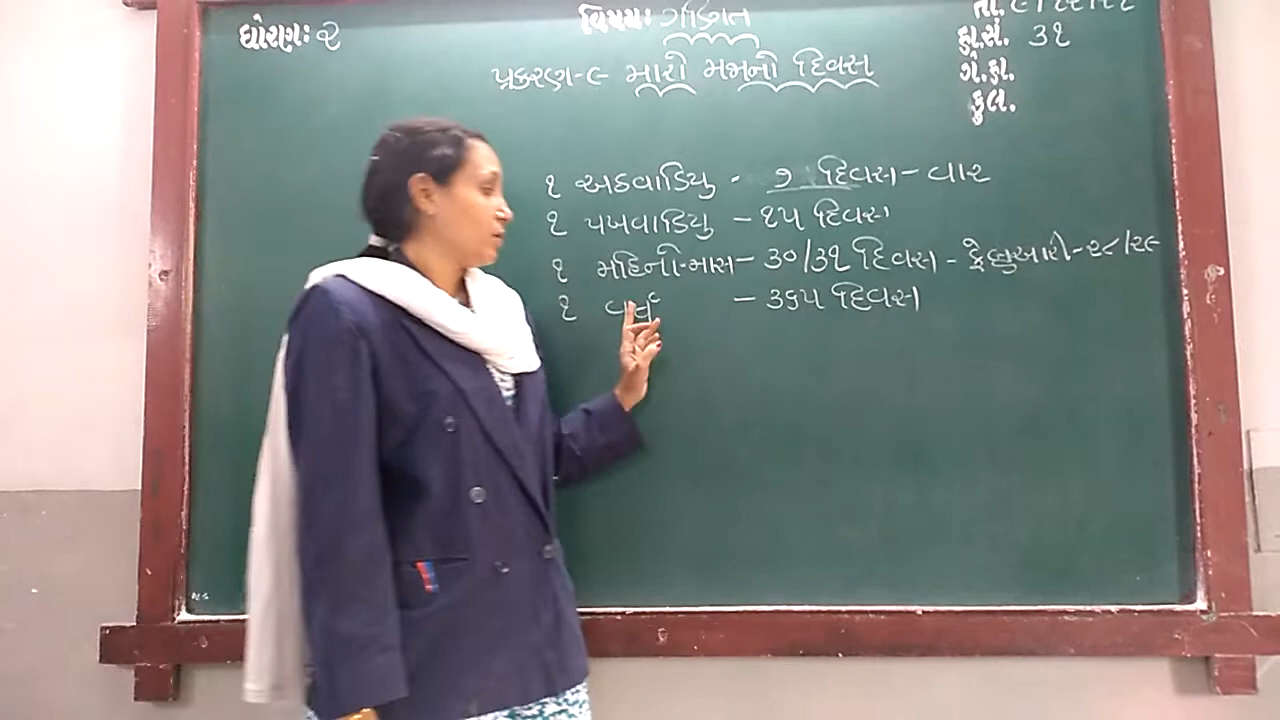 ધોરણઃ ૨
વિષયઃ ગણિત
તા.
હા.સં. ૩૧
ગે.હા.
કુલ.
પ્રકરણ-૯ મારો મજાનો દિવસ
૧ અઠવાડિયુ - ૭ દિવસ - વાર
૧ પખવાડિયુ - ૧૫ દિવસ
૧ મહિનો-માસ - ૩૦/૩૧ દિવસ - ફેબ્રુઆરી - ૨૮/૨૯
૧ વર્ષ - ૩૬૫ દિવસ